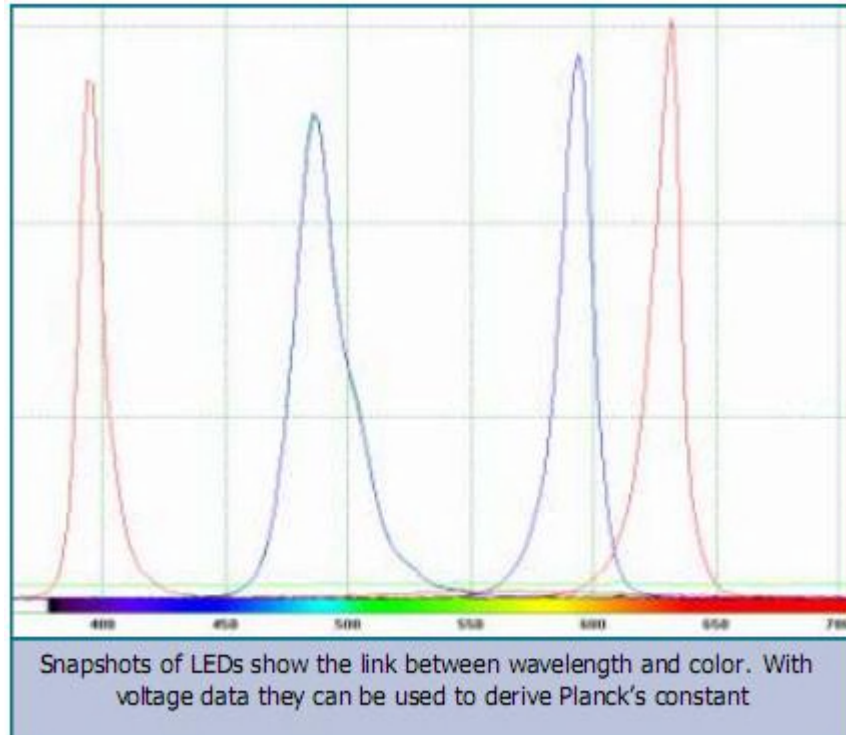 400 450 500 550 600 650 700
Snapshots of LEDs show the link between wavelength and color. With
voltage data they can be used to derive Planck's constant